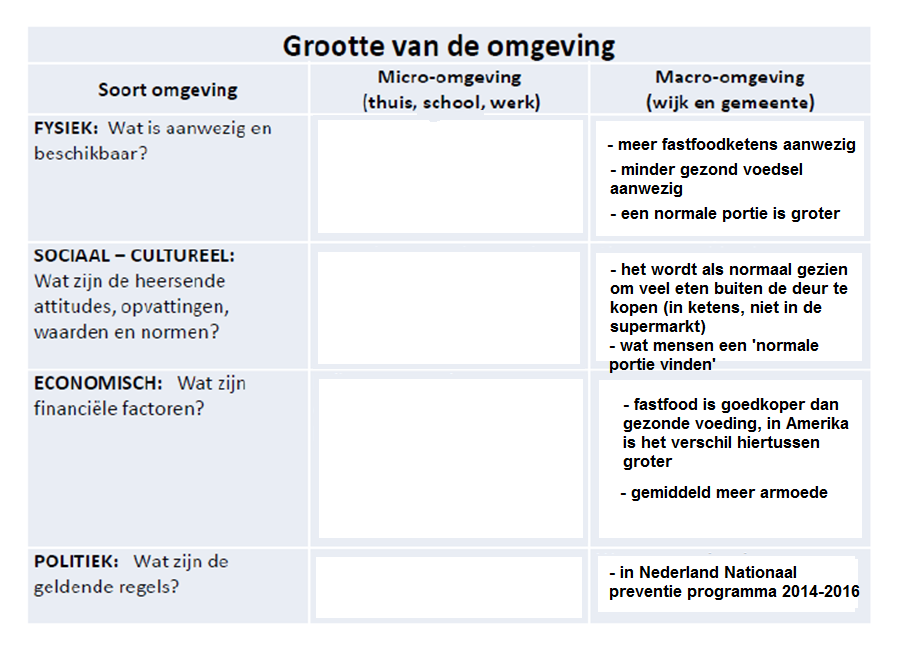 Grootte van de omgeving
Soort omgeving
Micro-omgeving
(thuis, school, werk)
Macro-omgeving
(wijk en gemeente)
FYSIEK: Wat is aanwezig en
beschikbaar?
- meer fastfoodketens aanwezig
- minder gezond voedsel
aanwezig
- een normale portie is groter
SOCIAAL – CULTUREEL:
Wat zijn de heersende
attitudes, opvattingen,
waarden en normen?
- het wordt als normaal gezien
om veel eten buiten de deur te
kopen (in ketens, niet in de
supermarkt)
- wat mensen een 'normale
portie vinden'
ECONOMISCH: Wat zijn
financiële factoren?
- fastfood is goedkoper dan
gezonde voeding, in Amerika
is het verschil hiertussen
groter
- gemiddeld meer armoede
POLITIEK: Wat zijn de
geldende regels?
- in Nederland Nationaal
preventie programma 2014-2016